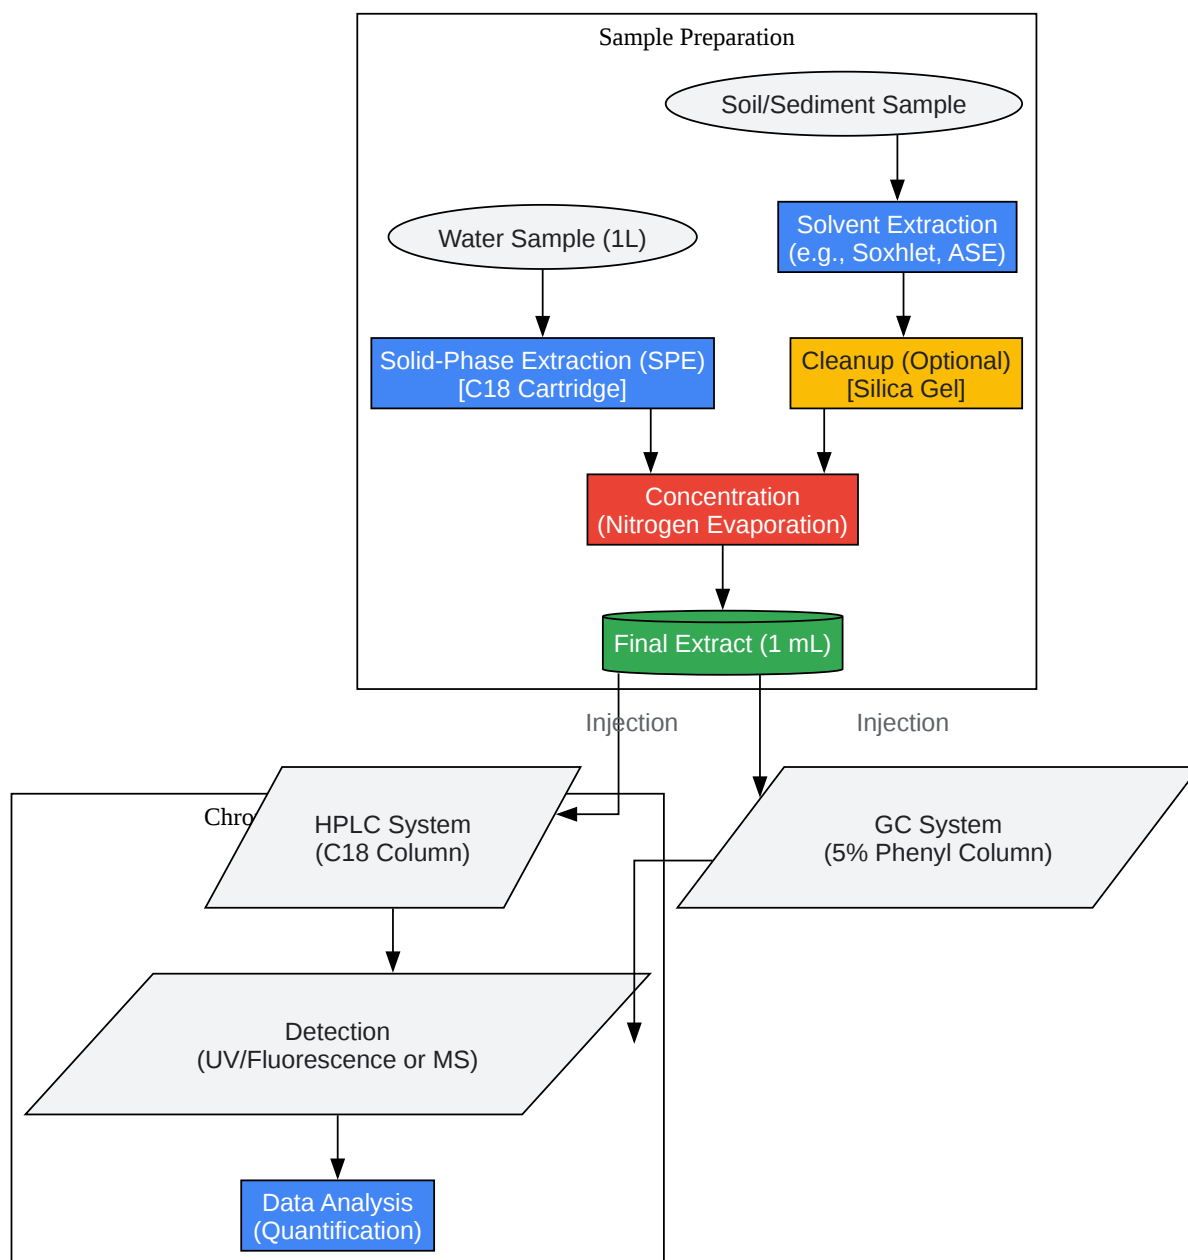 Sample Preparation
Soil/Sediment Sample
Solvent Extraction
(e.g., Soxhlet, ASE)
Water Sample (1L)
Solid-Phase Extraction (SPE)
[C18 Cartridge]
Cleanup (Optional)
[Silica Gel]
Concentration
(Nitrogen Evaporation)
Final Extract (1 mL)
Injection
Injection
HPLC System
(C18 Column)
GC System
(5% Phenyl Column)
Detection
(UV/Fluorescence or MS)
Data Analysis
(Quantification)